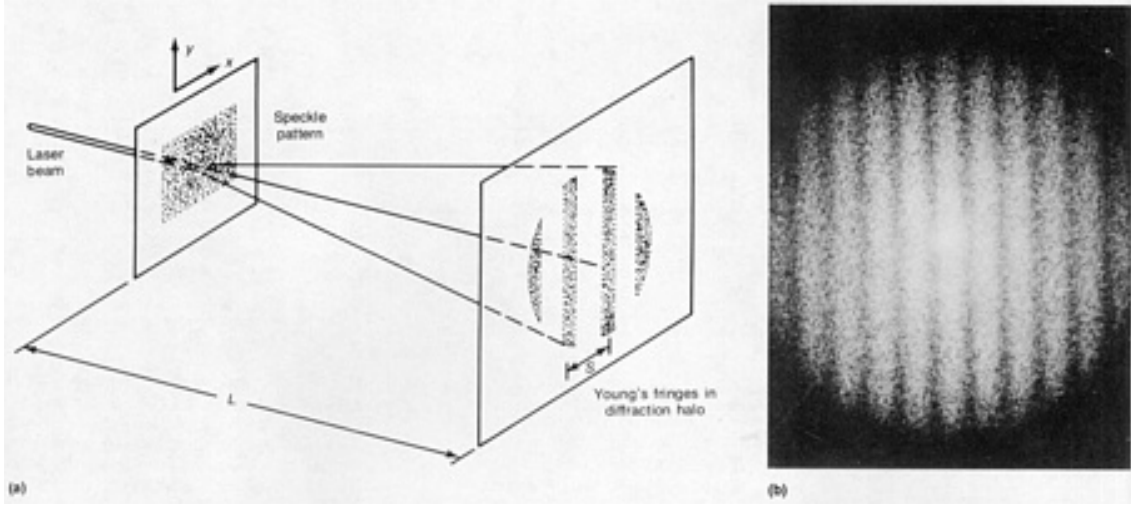 y
x
Speckle
pattern
Laser
beam
S
L
Young's fringes in
diffraction halo
(a)
(b)